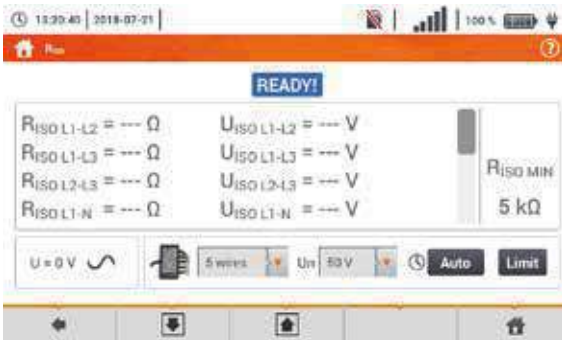 13:20:40 | 2018-07-21 | 100 %
RISO
READY!
RISO L1-L2 = --- Ω UISO L1-L2 = --- V
RISO L1-L3 = --- Ω UISO L1-L3 = --- V
RISO L2-L3 = --- Ω UISO L2-L3 = --- V
RISO L1-N = --- Ω UISO L1-N = --- V
RISO MIN
5 kΩ
U = 0 V 5 wires Un 50 V Auto Limit